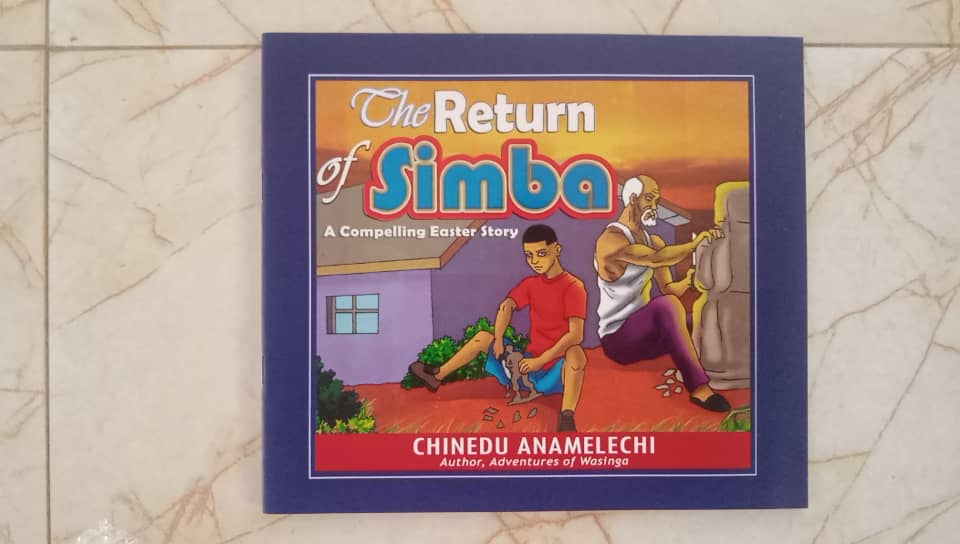 The Return
of Simba
A Compelling Easter Story
CHINEDU ANAMELECHI
Author, Adventures of Wasinga